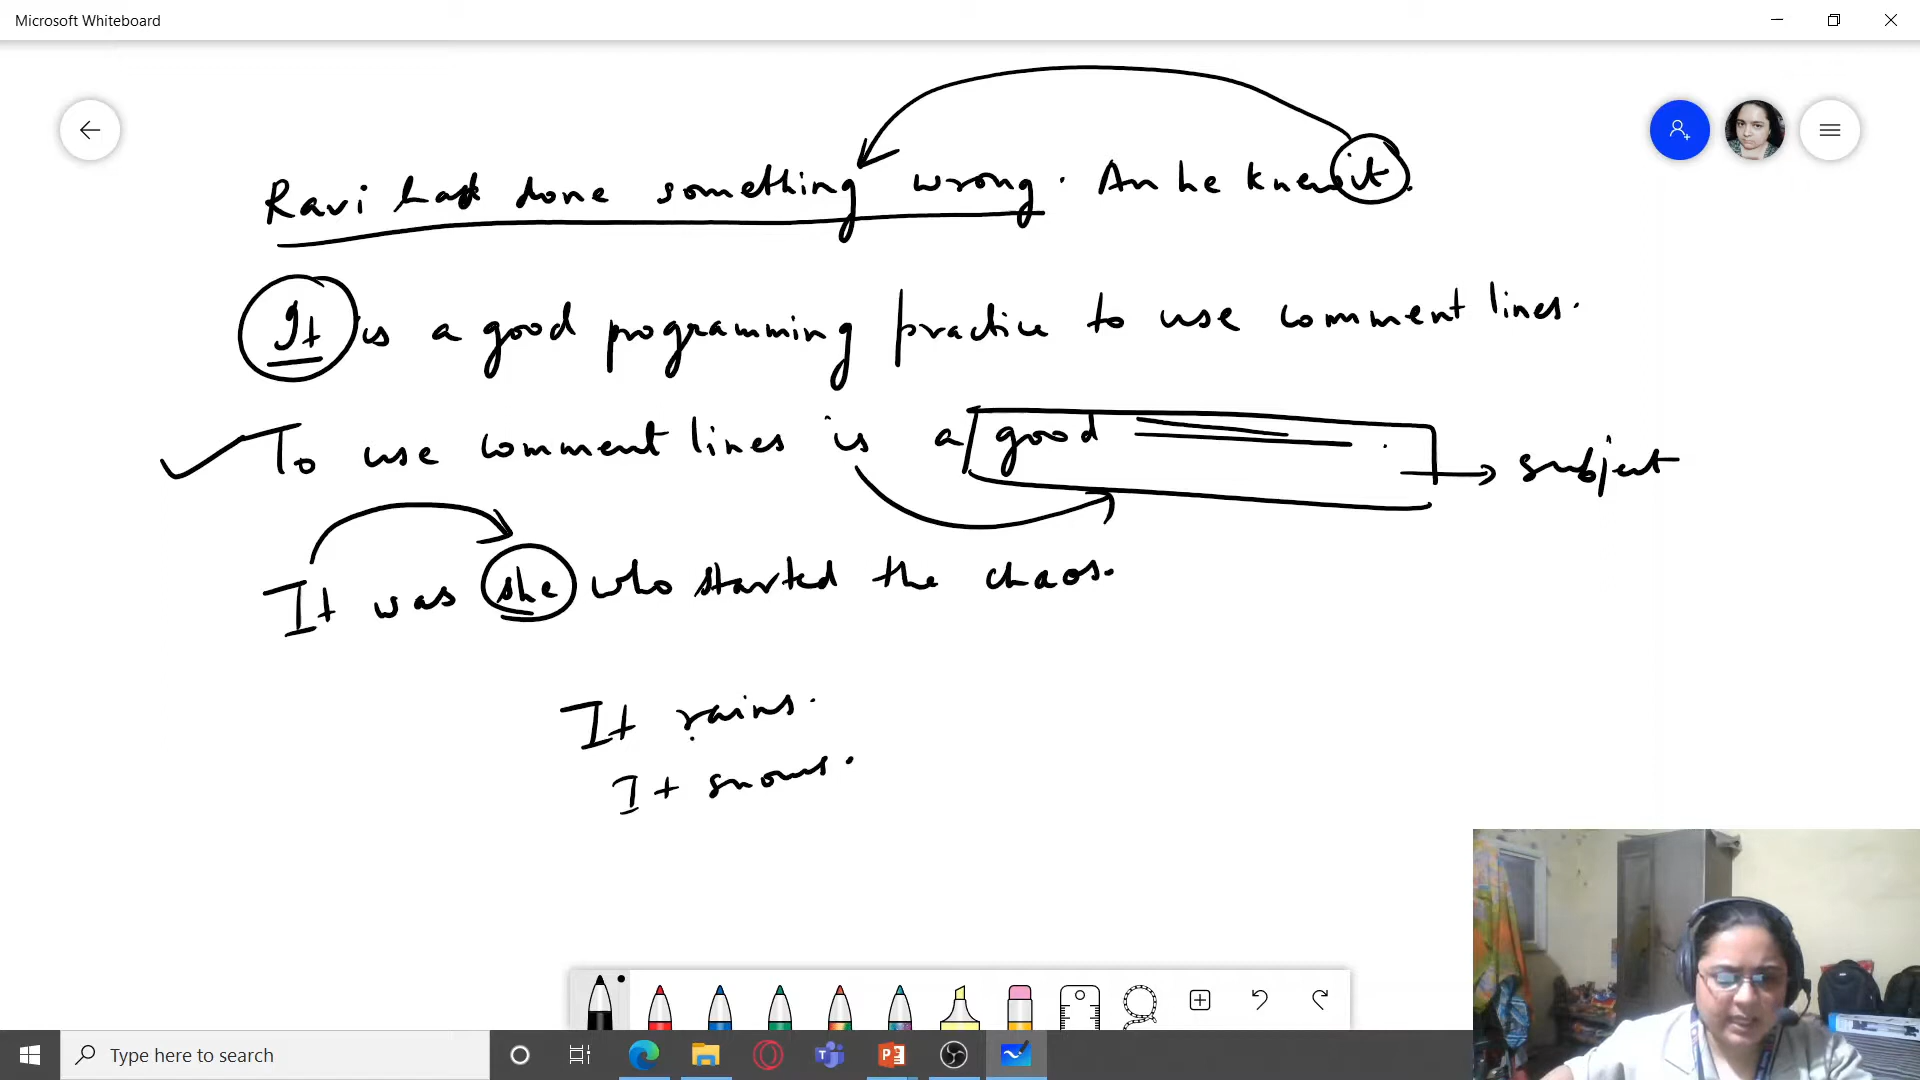 Microsoft Whiteboard
Ravi had done something wrong. An he knew it.
It is a good programming practice to use comment lines.
To use comment lines is a good → subject
It was she who started the chaos.
It rains.
It snows.
Type here to search